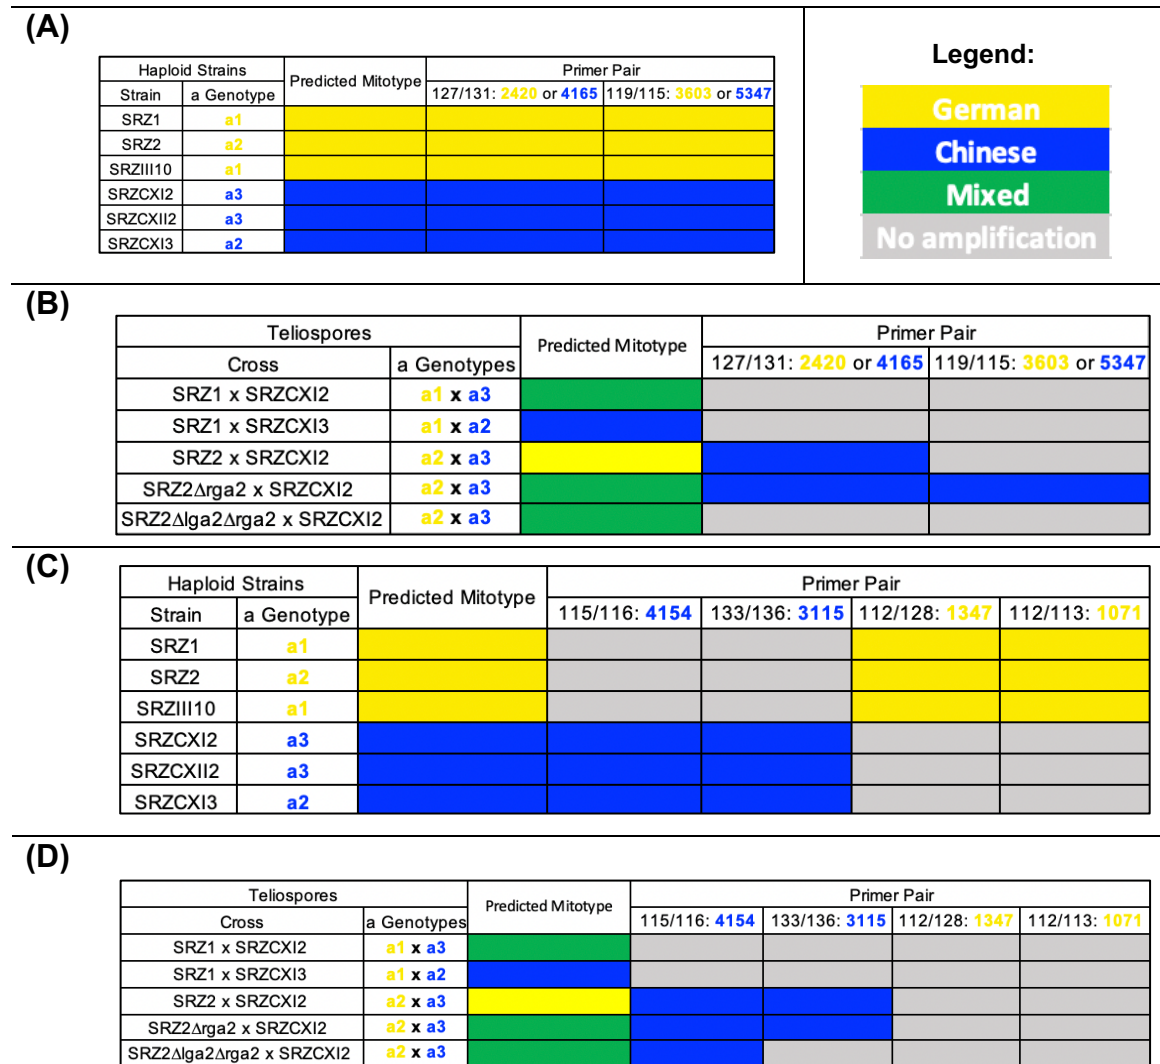 (A)
Haploid Strains Predicted Mitotype Primer Pair
Strain a Genotype 127/131: 2420 or 4165 119/115: 3603 or 5347
SRZ1 a1
SRZ2 a2
SRZIII10 a1
SRZCXI2 a3
SRZCXII2 a3
SRZCXI3 a2
Legend:
German
Chinese
Mixed
No amplification
(B)
Teliospores Predicted Mitotype Primer Pair
Cross a Genotypes 127/131: 2420 or 4165 119/115: 3603 or 5347
SRZ1 x SRZCXI2 a1 x a3
SRZ1 x SRZCXI3 a1 x a2
SRZ2 x SRZCXI2 a2 x a3
SRZ2Δrga2 x SRZCXI2 a2 x a3
SRZ2Δlga2Δrga2 x SRZCXI2 a2 x a3
(C)
Haploid Strains Predicted Mitotype Primer Pair
Strain a Genotype 115/116: 4154 133/136: 3115 112/128: 1347 112/113: 1071
SRZ1 a1
SRZ2 a2
SRZIII10 a1
SRZCXI2 a3
SRZCXII2 a3
SRZCXI3 a2
(D)
Teliospores Predicted Mitotype Primer Pair
Cross a Genotypes 115/116: 4154 133/136: 3115 112/128: 1347 112/113: 1071
SRZ1 x SRZCXI2 a1 x a3
SRZ1 x SRZCXI3 a1 x a2
SRZ2 x SRZCXI2 a2 x a3
SRZ2Δrga2 x SRZCXI2 a2 x a3
SRZ2Δlga2Δrga2 x SRZCXI2 a2 x a3